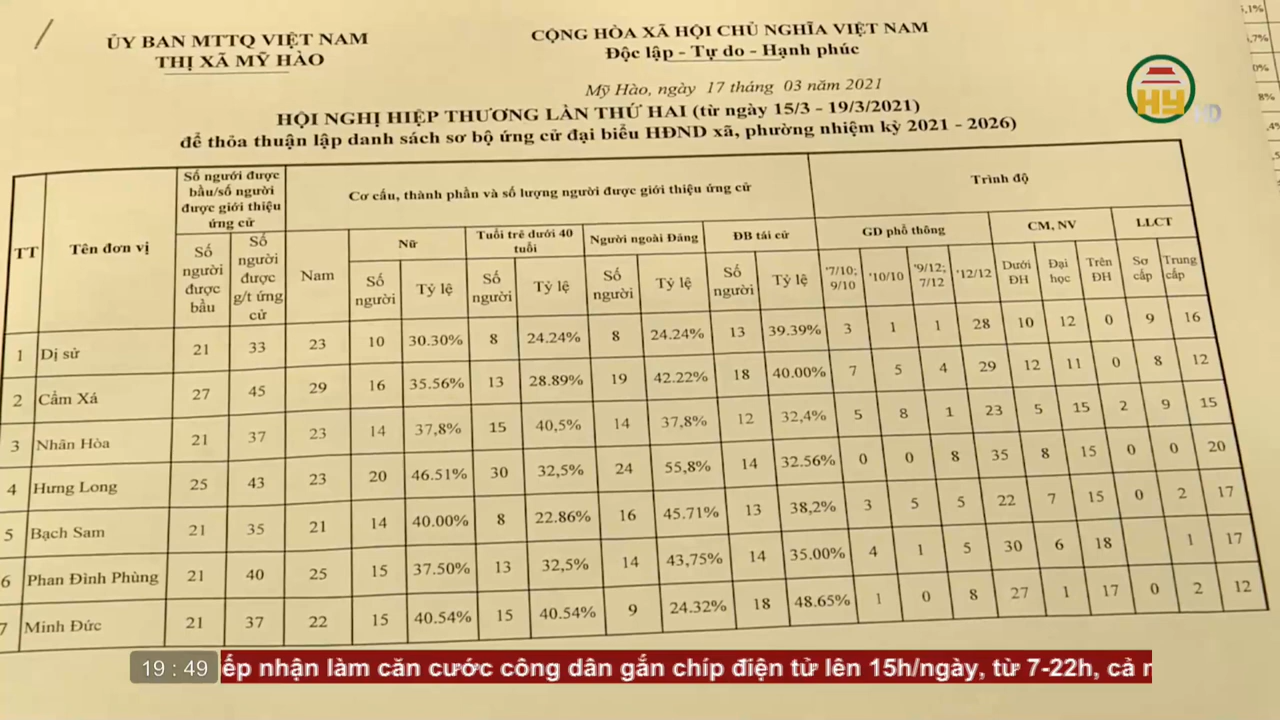 ỦY BAN MTTQ VIỆT NAM
THỊ XÃ MỸ HÀO
CỘNG HÒA XÃ HỘI CHỦ NGHĨA VIỆT NAM
Độc lập - Tự do - Hạnh phúc
Mỹ Hào, ngày 17 tháng 03 năm 2021
HỘI NGHỊ HIỆP THƯƠNG LẦN THỨ HAI (từ ngày 15/3 - 19/3/2021)
để thỏa thuận lập danh sách sơ bộ ứng cử đại biểu HĐND xã, phường nhiệm kỳ 2021 - 2026)
HY HD
TT
Tên đơn vị
Số người được
bầu/số người
được giới thiệu
ứng cử
Cơ cấu, thành phần và số lượng người được giới thiệu ứng cử
Trình độ
Số
người
được
bầu
Số
người
được
g/t ứng
cử
Nam
Nữ
Tuổi trẻ dưới 40
tuổi
Người ngoài Đảng
ĐB tái cử
GD phổ thông
CM, NV
LLCT
Số
người
Tỷ lệ
Số
người
Tỷ lệ
Số
người
Tỷ lệ
Số
người
Tỷ lệ
'7/10;
9/10
'10/10
'9/12;
7/12
'12/12
Dưới
ĐH
Đại
học
Trên
ĐH
Sơ
cấp
Trung
cấp
1 Dị sử 21 33 23 10 30.30% 8 24.24% 8 24.24% 13 39.39% 3 1 1 28 10 12 0 9 16
2 Cẩm Xá 27 45 29 16 35.56% 13 28.89% 19 42.22% 18 40.00% 7 5 4 29 12 11 0 8 12
3 Nhân Hòa 21 37 23 14 37,8% 15 40,5% 14 37,8% 12 32,4% 5 8 1 23 5 15 2 9 15
4 Hưng Long 25 43 23 20 46.51% 30 32,5% 24 55,8% 14 32.56% 0 0 8 35 8 15 0 0 20
5 Bạch Sam 21 35 21 14 40.00% 8 22.86% 16 45.71% 13 38,2% 3 5 5 22 7 15 0 2 17
6 Phan Đình Phùng 21 40 25 15 37.50% 13 32,5% 14 43,75% 14 35.00% 4 1 5 30 6 18 1 17
7 Minh Đức 21 37 22 15 40.54% 15 40.54% 9 24.32% 18 48.65% 1 0 8 27 1 17 0 2 12
19 : 49 ếp nhận làm căn cước công dân gắn chíp điện tử lên 15h/ngày, từ 7-22h, cả